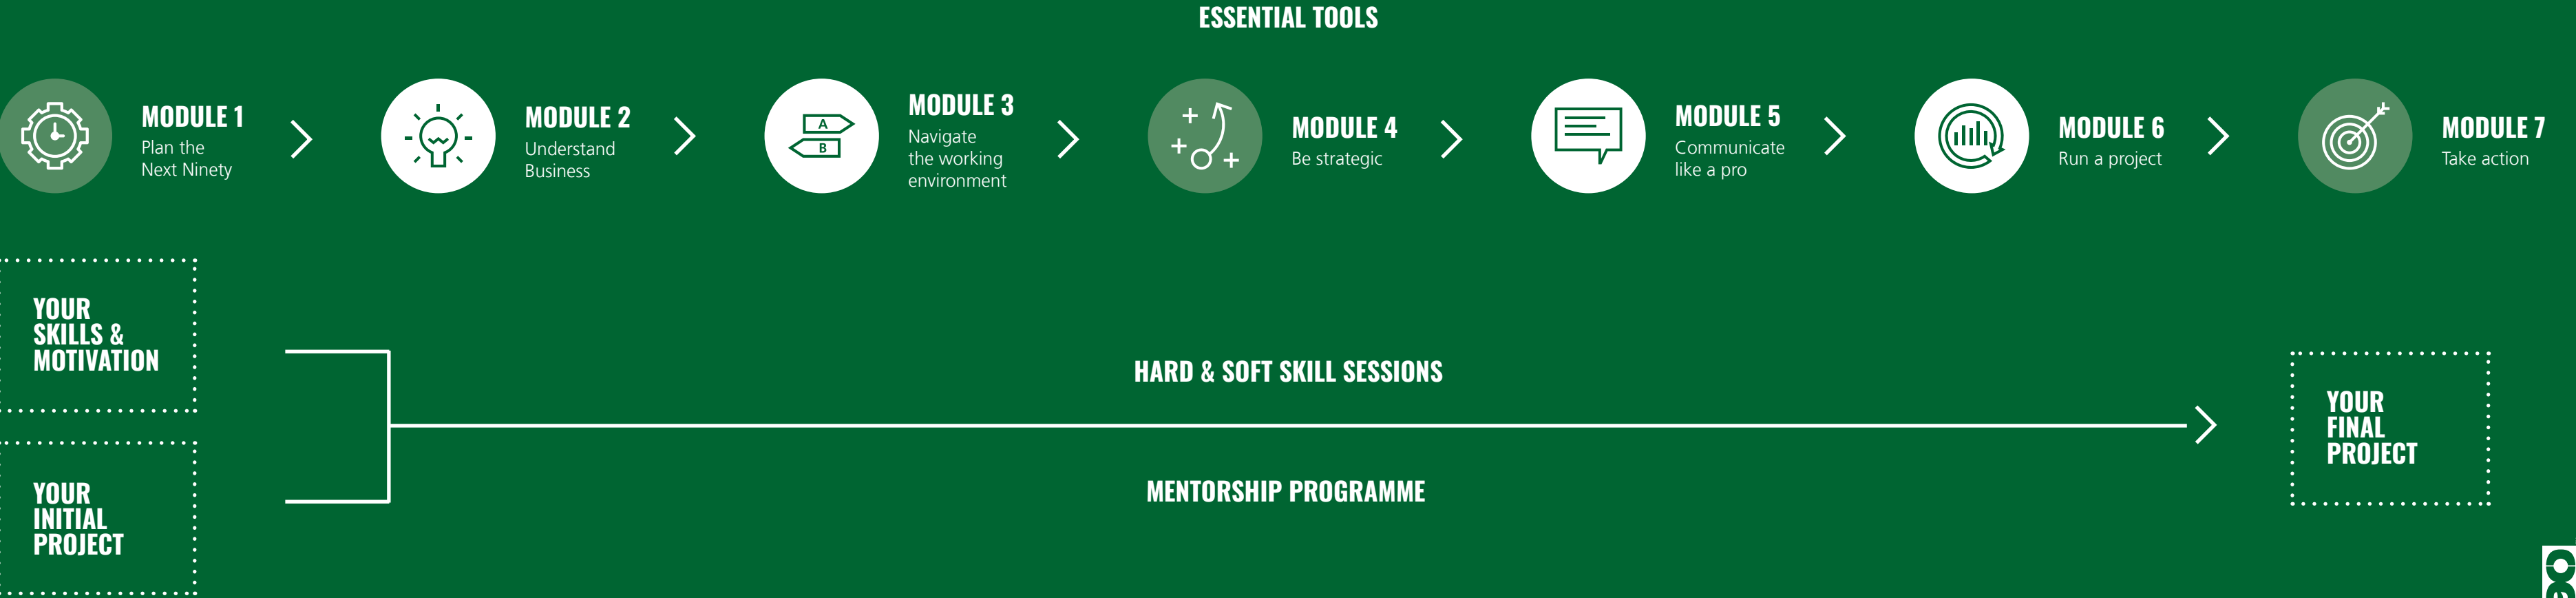 ESSENTIAL TOOLS
MODULE 1
Plan the
Next Ninety
MODULE 2
Understand
Business
A
B
MODULE 3
Navigate
the working
environment
MODULE 4
Be strategic
MODULE 5
Communicate
like a pro
MODULE 6
Run a project
MODULE 7
Take action
YOUR
SKILLS &
MOTIVATION
YOUR
INITIAL
PROJECT
HARD & SOFT SKILL SESSIONS
MENTORSHIP PROGRAMME
YOUR
FINAL
PROJECT